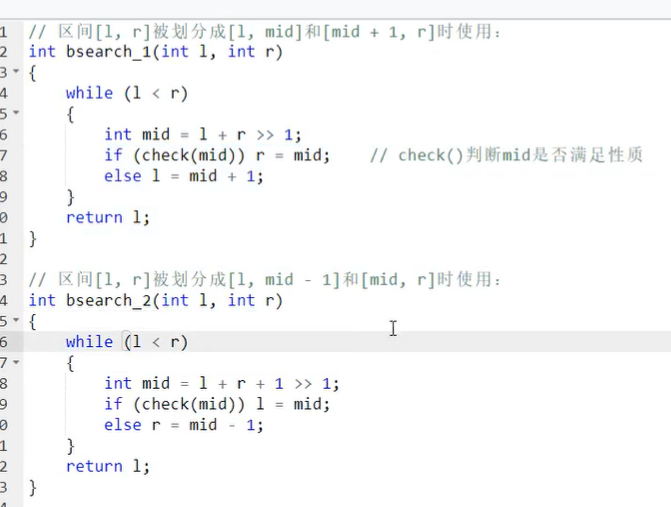 1 // 区间[l, r]被划分成[l, mid]和[mid + 1, r]时使用：
2 int bsearch_1(int l, int r)
3 {
4     while (l < r)
5     {
6         int mid = l + r >> 1;
7         if (check(mid)) r = mid;    // check()判断mid是否满足性质
8         else l = mid + 1;
9     }
0     return l;
1 }
2
3 // 区间[l, r]被划分成[l, mid - 1]和[mid, r]时使用：
4 int bsearch_2(int l, int r)
5 {
6     while (l < r)
7     {
8         int mid = l + r + 1 >> 1;
9         if (check(mid)) l = mid;
0         else r = mid - 1;
1     }
2     return l;
3 }